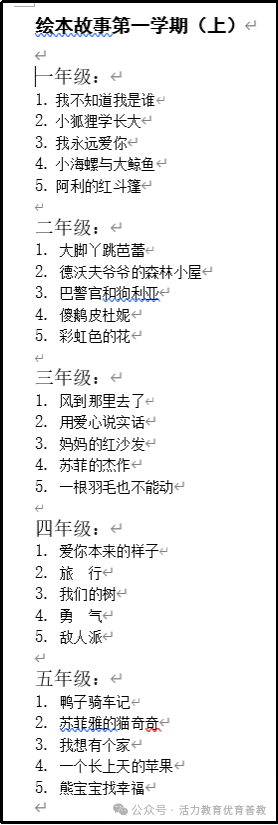 绘本故事第一学期（上）
一年级：
1. 我不知道我是谁
2. 小狐狸学长大
3. 我永远爱你
4. 小海螺与大鲸鱼
5. 阿利的红斗篷
二年级：
1. 大脚丫跳芭蕾
2. 德沃夫爷爷的森林小屋
3. 巴警官和狗利亚
4. 傻鹅皮杜妮
5. 彩虹色的花
三年级：
1. 风到那里去了
2. 用爱心说实话
3. 妈妈的红沙发
4. 苏菲的杰作
5. 一根羽毛也不能动
四年级：
1. 爱你本来的样子
2. 旅　行
3. 我们的树
4. 勇　气
5. 敌人派
五年级：
1. 鸭子骑车记
2. 苏菲雅的猫奇奇
3. 我想有个家
4. 一个长上天的苹果
5. 熊宝宝找幸福
公众号 · 活力教育优育善教